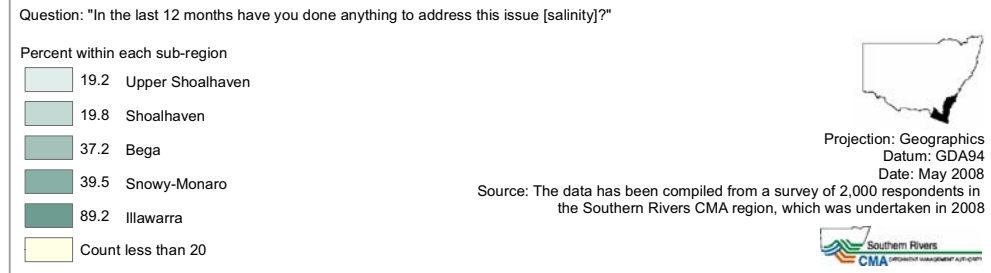 Question: "In the last 12 months have you done anything to address this issue [salinity]?"
Percent within each sub-region
19.2 Upper Shoalhaven
19.8 Shoalhaven
37.2 Bega
39.5 Snowy-Monaro
89.2 Illawarra
Count less than 20
Projection: Geographics
Datum: GDA94
Date: May 2008
Source: The data has been compiled from a survey of 2,000 respondents in
the Southern Rivers CMA region, which was undertaken in 2008
Southern Rivers
CMA CATCHMENT MANAGEMENT AUTHORITY